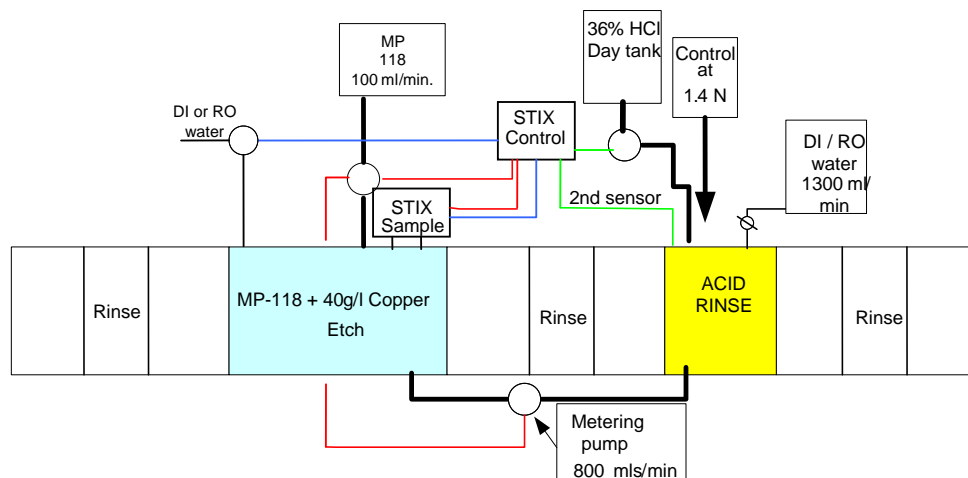 MP
118
100 ml/min.
36% HCl
Day tank
Control
at
1.4 N
DI or RO
water
STIX
Control
DI / RO
water
1300 ml/
min
STIX
Sample
2nd sensor
Rinse
MP-118 + 40g/l Copper
Etch
Rinse
ACID
RINSE
Rinse
Metering
pump
800 mls/min